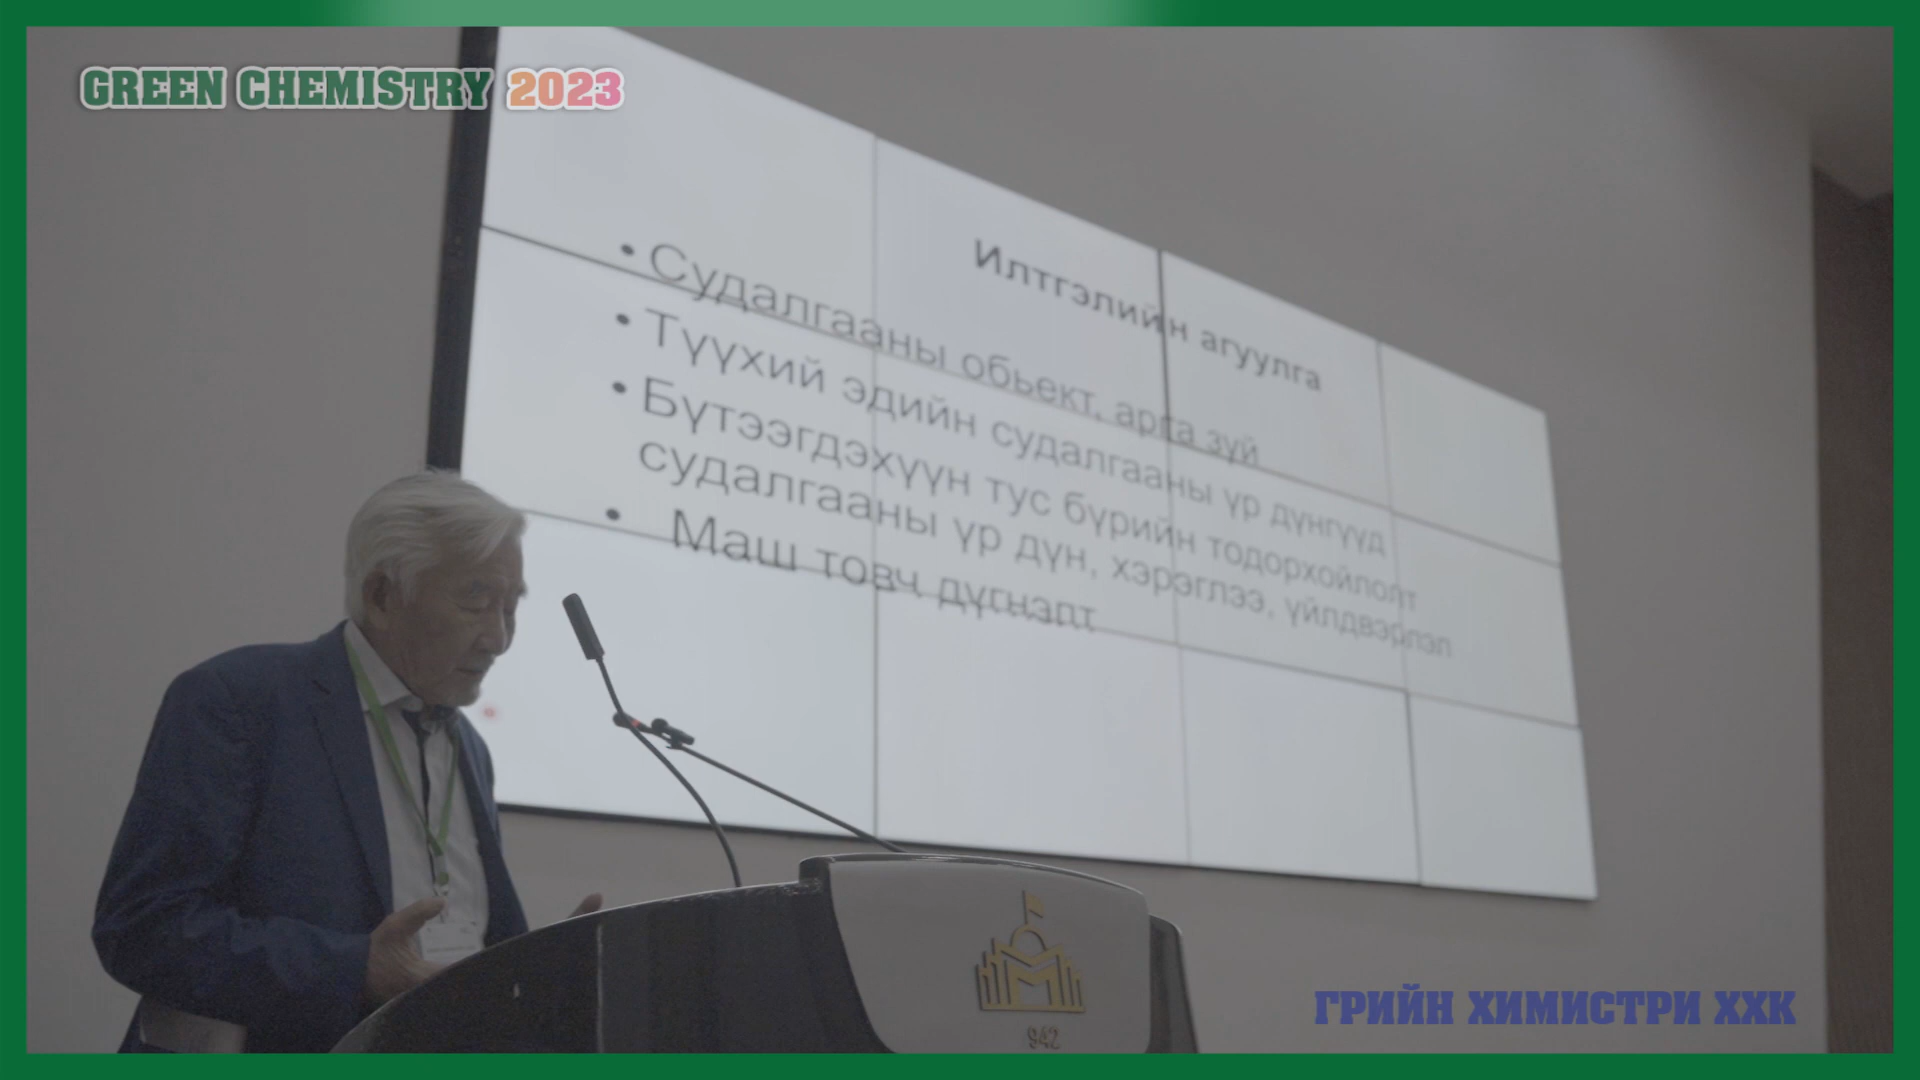 GREEN CHEMISTRY 2023
Илтгэлийн агуулга
• Судалгааны обьект, арга зүй
• Түүхий эдийн судалгааны үр дүнгүүд
• Бүтээгдэхүүн тус бүрийн тодорхойлолт
судалгааны үр дүн, хэрэглээ, үйлдвэрлэл
• Маш товч дүгнэлт
942
ГРИЙН ХИМИСТРИ ХХК